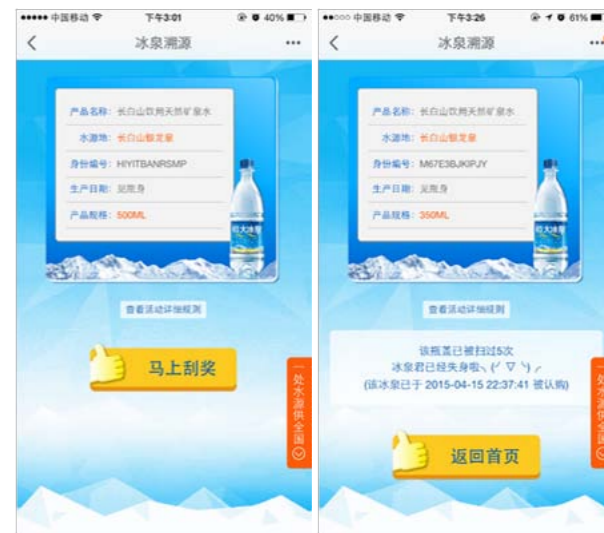 中国移动
下午3:01
40%
冰泉溯源
产品名称： 长白山饮用天然矿泉水
水源地： 长白山银龙泉
身份编号： HIYITBANRSMP
生产日期： 见瓶身
产品规格： 500ML
查看活动详细规则
马上刮奖
一处水源供全国
中国移动
下午3:26
61%
冰泉溯源
产品名称： 长白山饮用天然矿泉水
水源地： 长白山银龙泉
身份编号： M67E3BJKIPJY
生产日期： 见瓶身
产品规格： 350ML
恒大冰泉
查看活动详细规则
该瓶盖已被扫过5次
冰泉君已经失身啦╮(╯▽╰)╭
(该冰泉已于 2015-04-15 22:37:41 被认购)
返回首页
一处水源供全国